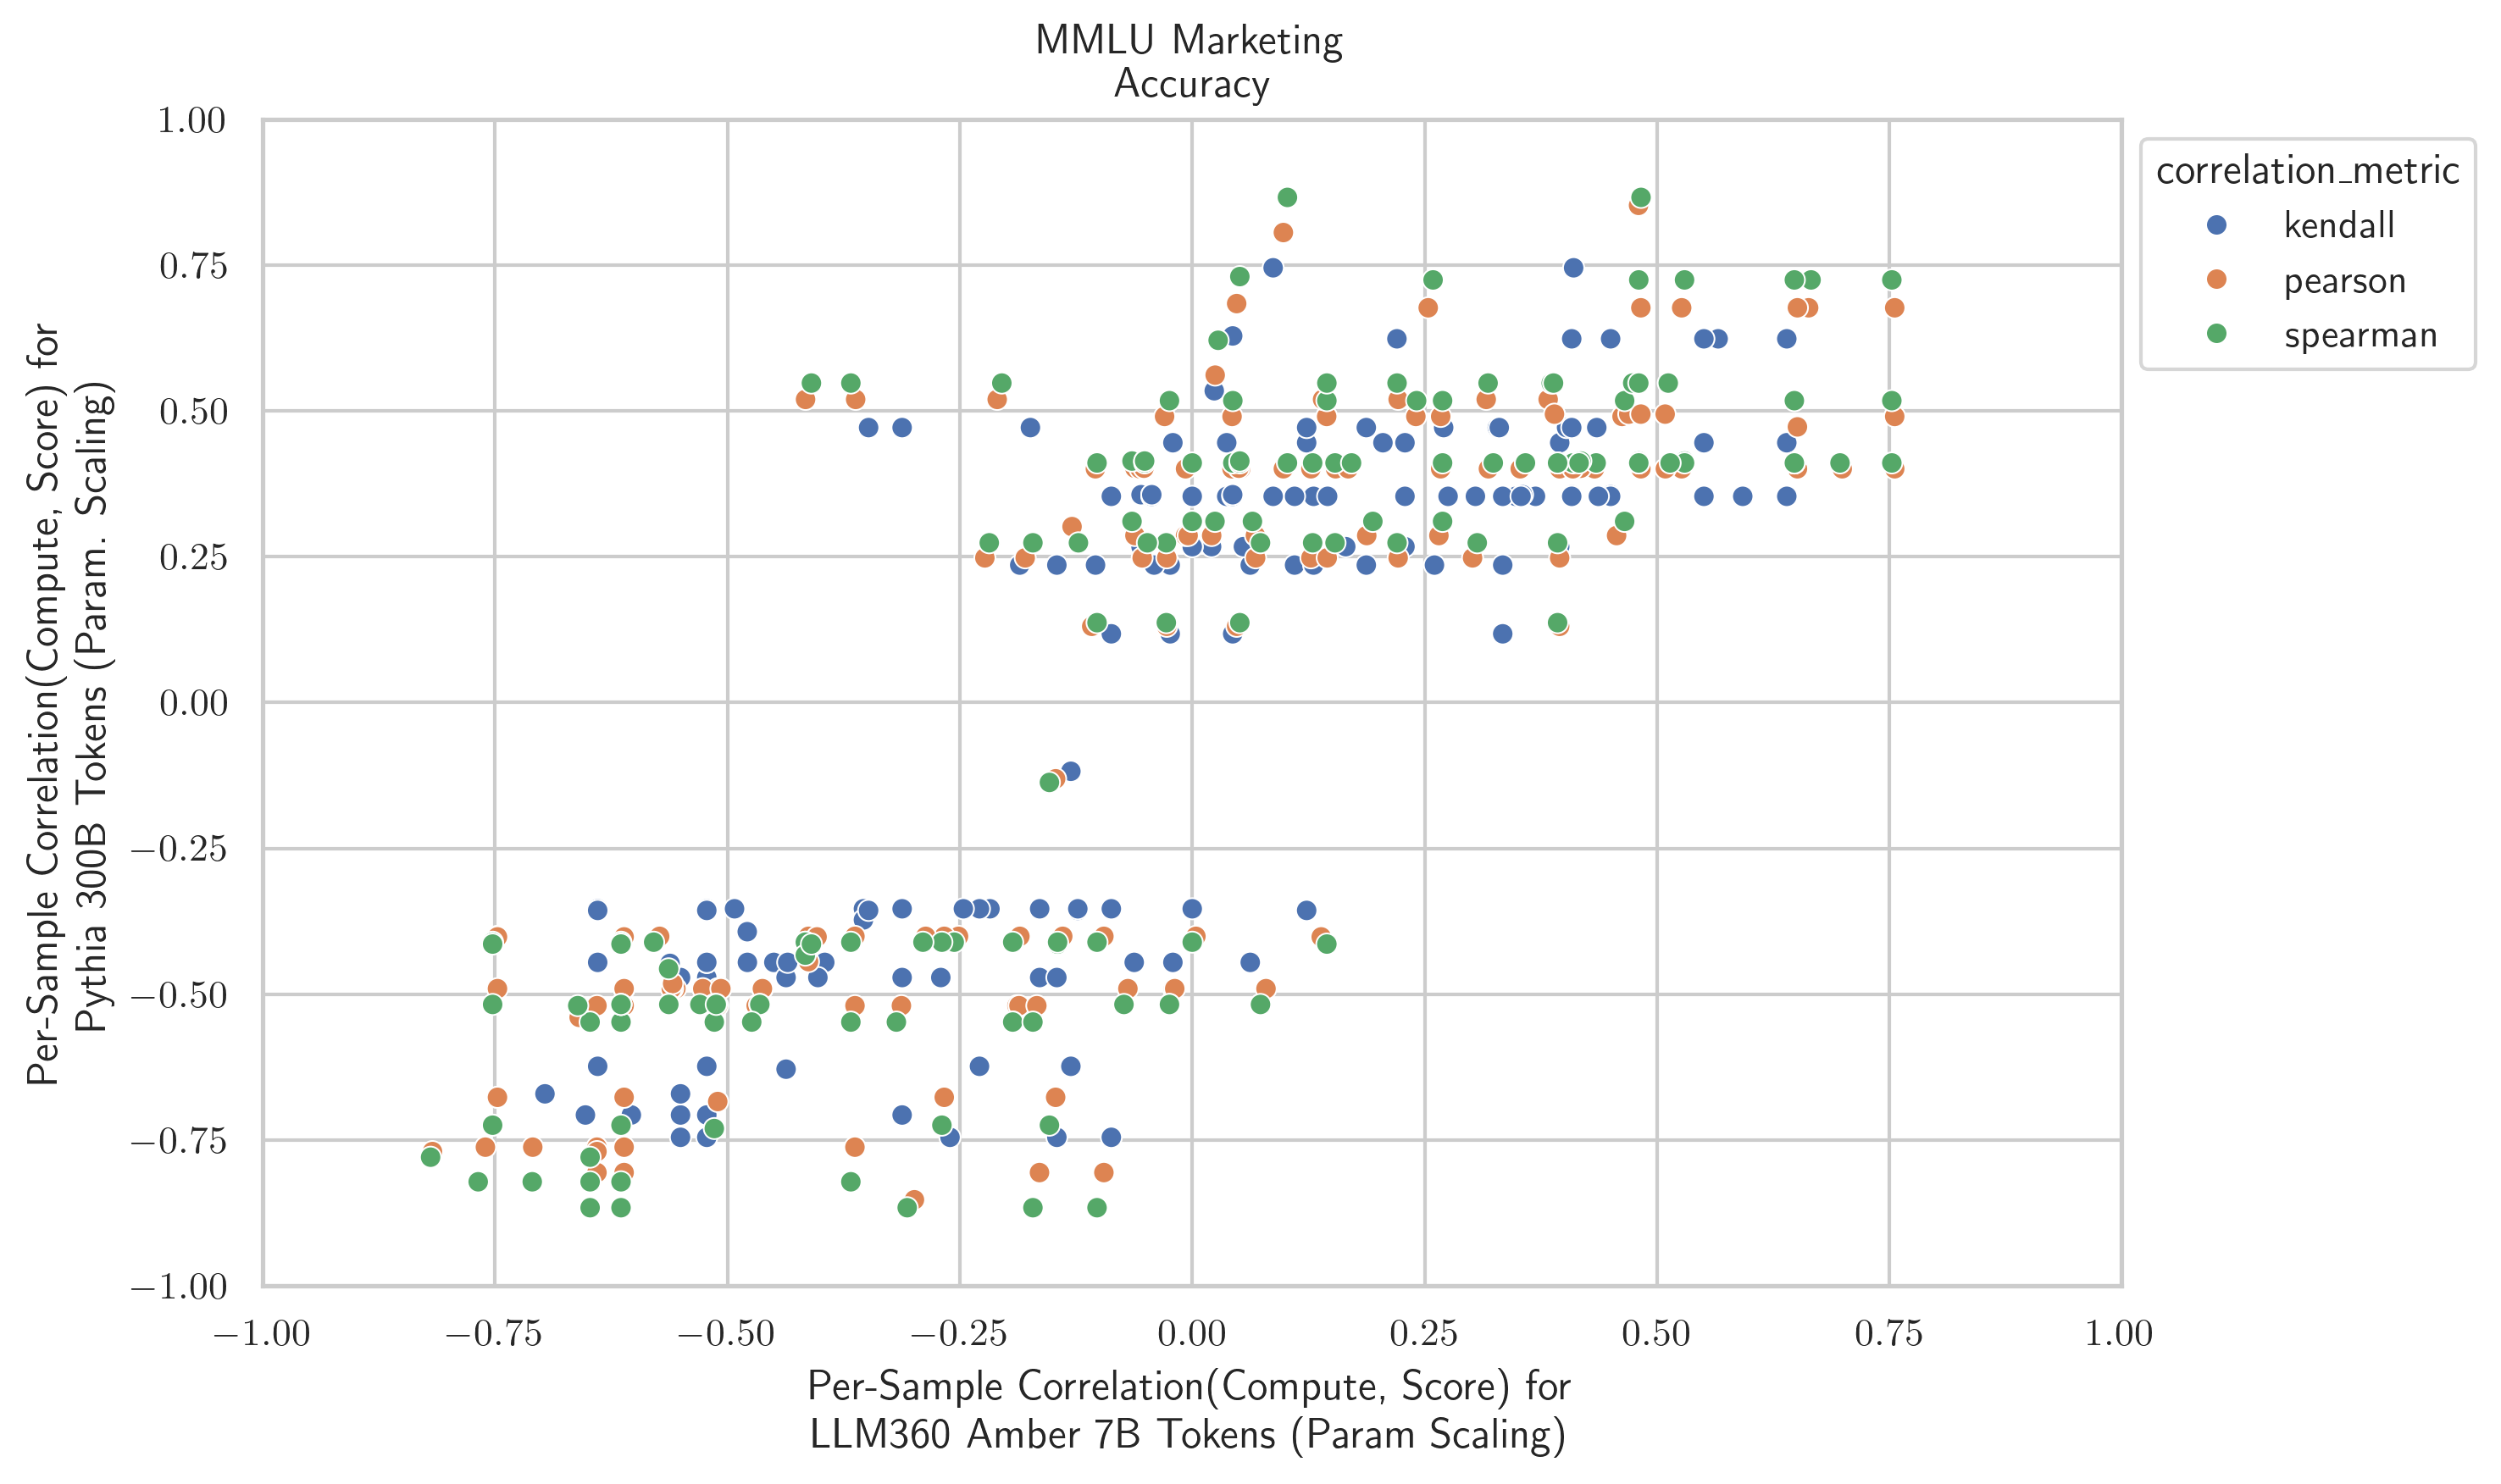 MMLU Marketing
Accuracy
1.00
0.75
0.50
0.25
0.00
−0.25
−0.50
−0.75
−1.00
Per-Sample Correlation(Compute, Score) for
Pythia 300B Tokens (Param. Scaling)
−1.00
−0.75
−0.50
−0.25
0.00
0.25
0.50
0.75
1.00
Per-Sample Correlation(Compute, Score) for
LLM360 Amber 7B Tokens (Param Scaling)
correlation_metric
kendall
pearson
spearman